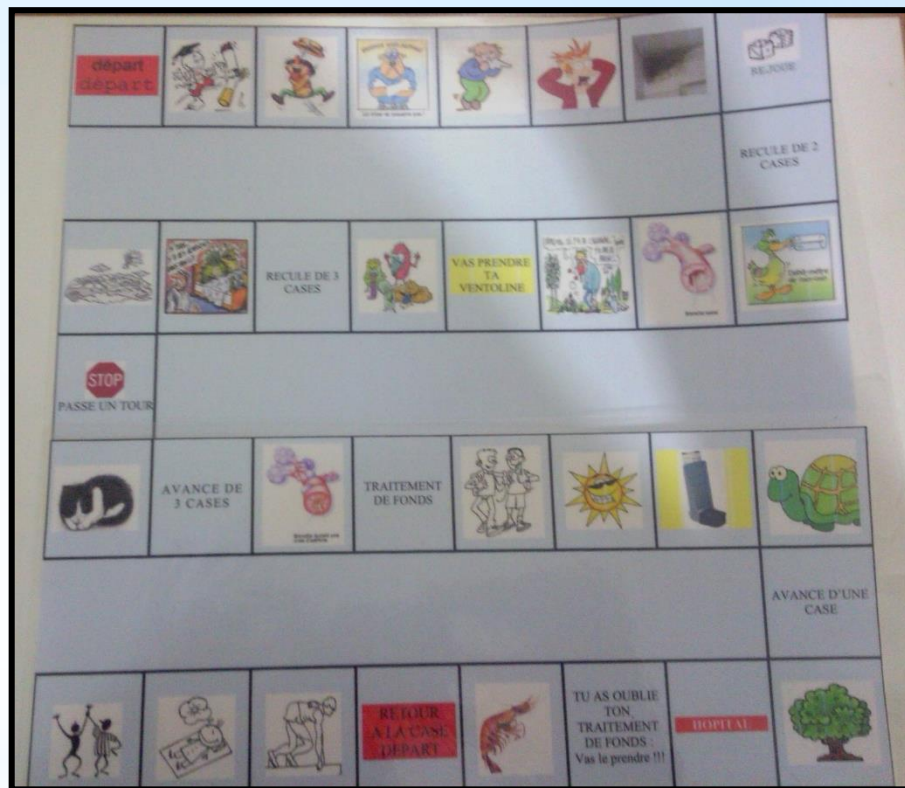 départ
départ
REJOUE
RECULE DE 2
CASES
RECULE DE 3
CASES
VAS PRENDRE
TA
VENTOLINE
STOP
PASSE UN TOUR
AVANCE DE
3 CASES
TRAITEMENT
DE FONDS
AVANCE D'UNE
CASE
RETOUR
A LA CASE
DEPART
TU AS OUBLIE
TON
TRAITEMENT
DE FONDS :
Vas le prendre !!!
HOPITAL